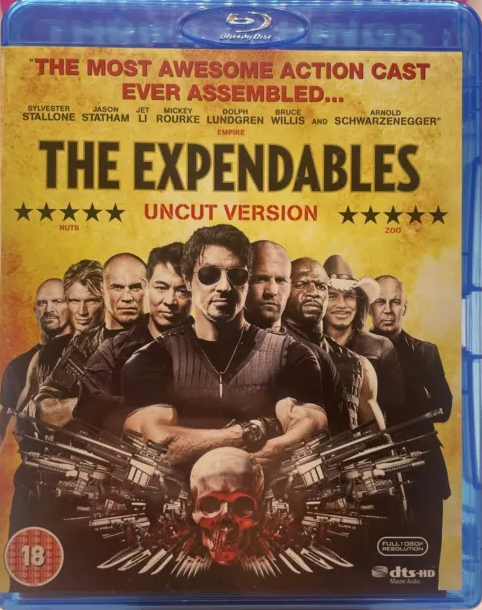 Blu-ray Disc
"THE MOST AWESOME ACTION CAST
EVER ASSEMBLED...
SYLVESTER STALLONE JASON STATHAM JET LI MICKEY ROURKE DOLPH LUNDGREN BRUCE WILLIS AND ARNOLD SCHWARZENEGGER"
EMPIRE
THE EXPENDABLES
★★★★★ UNCUT VERSION ★★★★★
NUTS ZOO
18
FULL 1080P
RESOLUTION
dts-HD
Master Audio